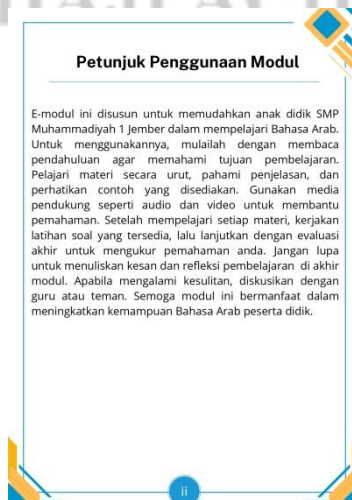 Petunjuk Penggunaan Modul
E-modul ini disusun untuk memudahkan anak didik SMP
Muhammadiyah 1 Jember dalam mempelajari Bahasa Arab.
Untuk menggunakannya, mulailah dengan membaca
pendahuluan agar memahami tujuan pembelajaran.
Pelajari materi secara urut, pahami penjelasan, dan
perhatikan contoh yang disediakan. Gunakan media
pendukung seperti audio dan video untuk membantu
pemahaman. Setelah mempelajari setiap materi, kerjakan
latihan soal yang tersedia, lalu lanjutkan dengan evaluasi
akhir untuk mengukur pemahaman anda. Jangan lupa
untuk menuliskan kesan dan refleksi pembelajaran di akhir
modul. Apabila mengalami kesulitan, diskusikan dengan
guru atau teman. Semoga modul ini bermanfaat dalam
meningkatkan kemampuan Bahasa Arab peserta didik.
ii